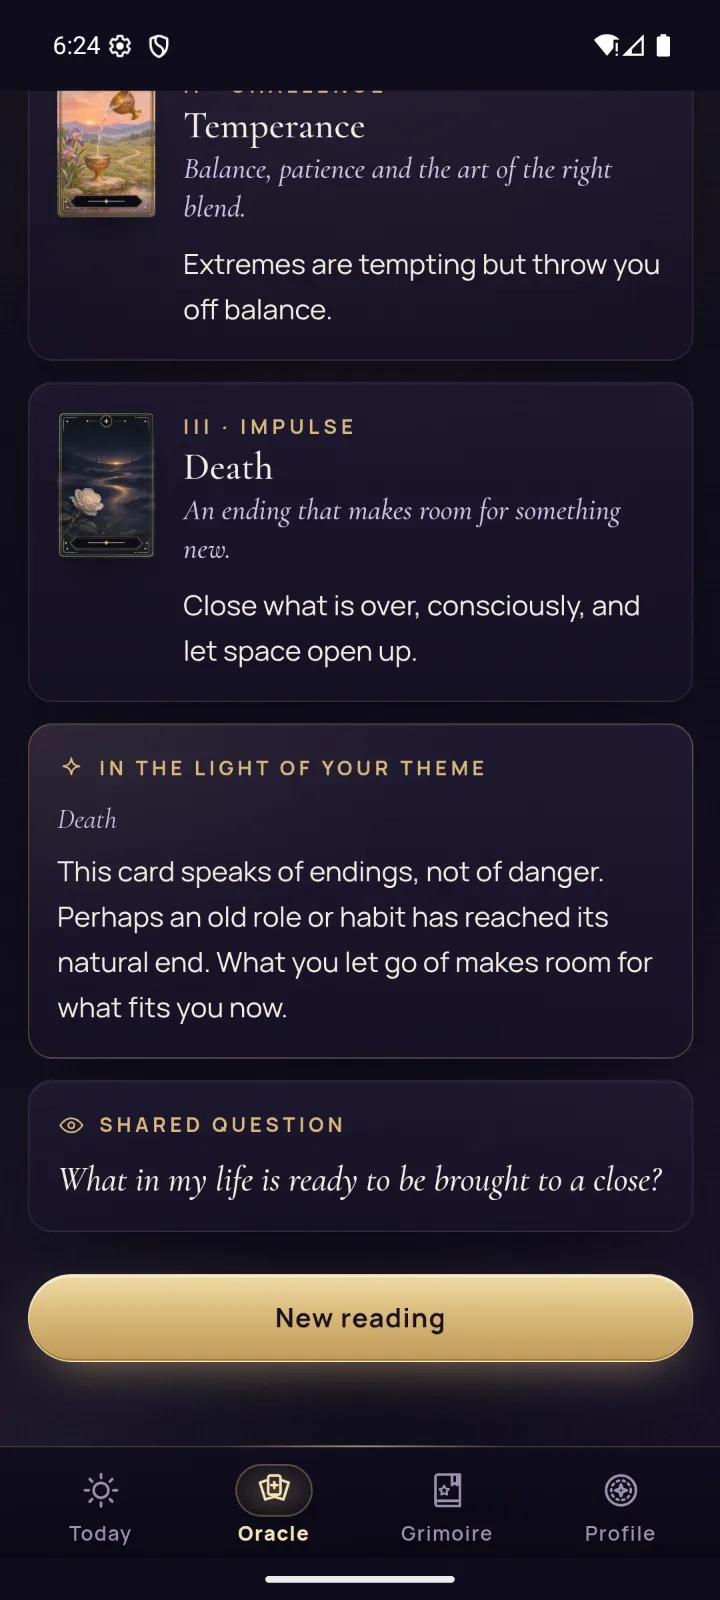 6:24
II · CHALLENGE
Temperance
Balance, patience and the art of the right
blend.
Extremes are tempting but throw you
off balance.
III · IMPULSE
Death
An ending that makes room for something
new.
Close what is over, consciously, and
let space open up.
IN THE LIGHT OF YOUR THEME
Death
This card speaks of endings, not of danger.
Perhaps an old role or habit has reached its
natural end. What you let go of makes room for
what fits you now.
SHARED QUESTION
What in my life is ready to be brought to a close?
New reading
Today
Oracle
Grimoire
Profile